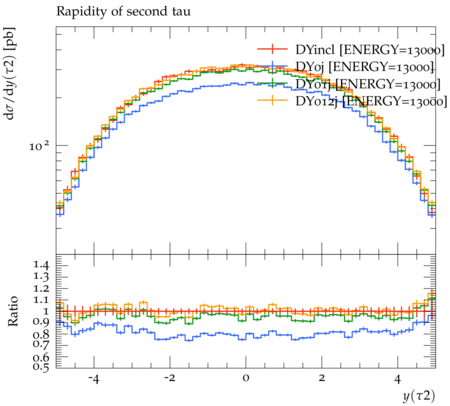 Rapidity of second tau
dσ/dy(τ2) [pb]
DYincl [ENERGY=13000]
DY0j [ENERGY=13000]
DY01j [ENERGY=13000]
DY012j [ENERGY=13000]
10²
Ratio
1.4
1.3
1.2
1.1
1
0.9
0.8
0.7
0.6
0.5
-4 -2 0 2 4
y(τ2)